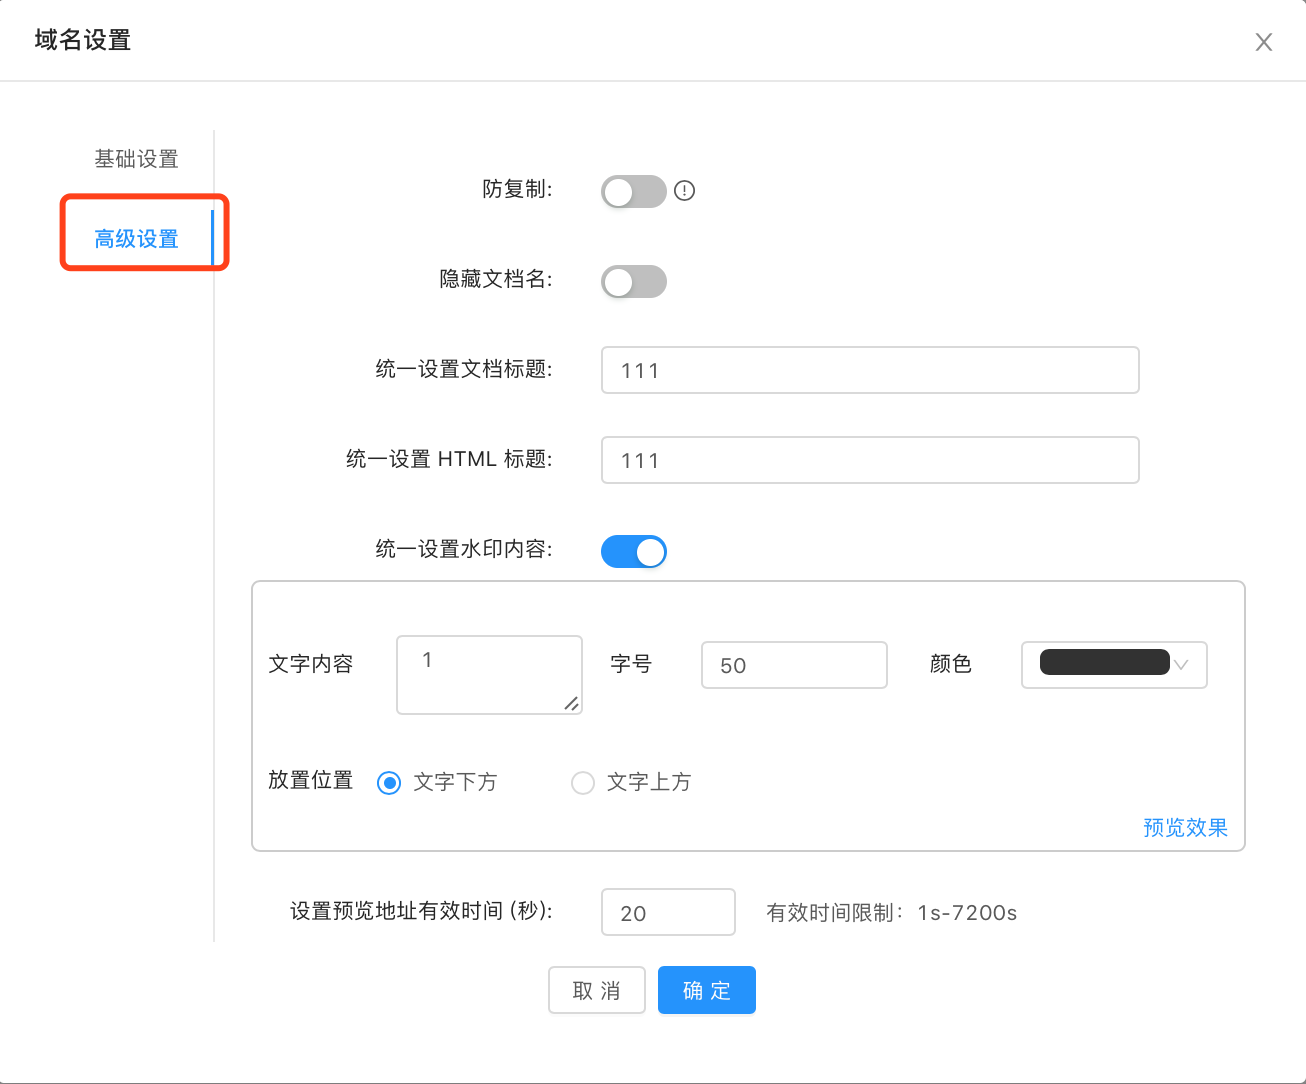 域名设置
基础设置
高级设置
防复制:
隐藏文档名:
统一设置文档标题: 111
统一设置 HTML 标题: 111
统一设置水印内容:
文字内容 1 字号 50 颜色
放置位置 文字下方 文字上方
预览效果
设置预览地址有效时间 (秒): 20 有效时间限制：1s-7200s
取 消 确 定